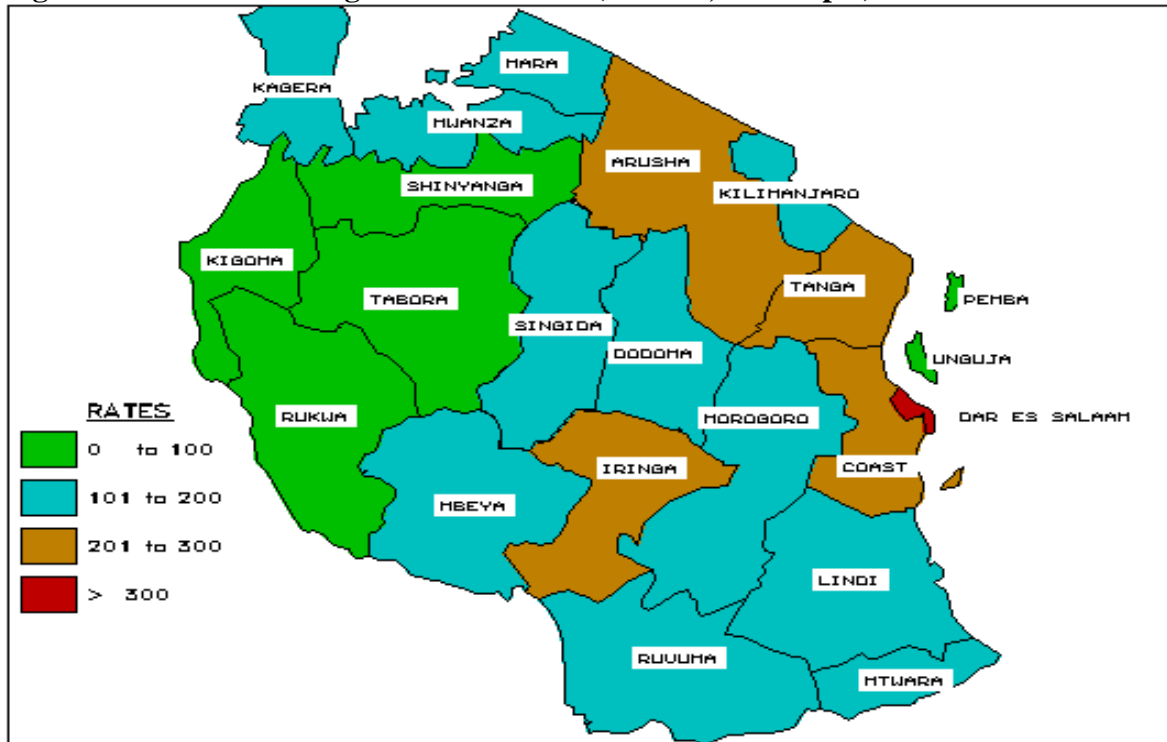 MARA
KAGERA
MWANZA
ARUSHA
SHINYANGA
KILIMANJARO
KIGOMA
TANGA
TABORA
PEMBA
SINGIDA
DODOMA
UNGUJA
RATES
RUKWA
MOROGORO
DAR ES SALAAM
0 to 100
IRINGA
COAST
101 to 200
MBEYA
201 to 300
LINDI
> 300
RUVUMA
MTWARA